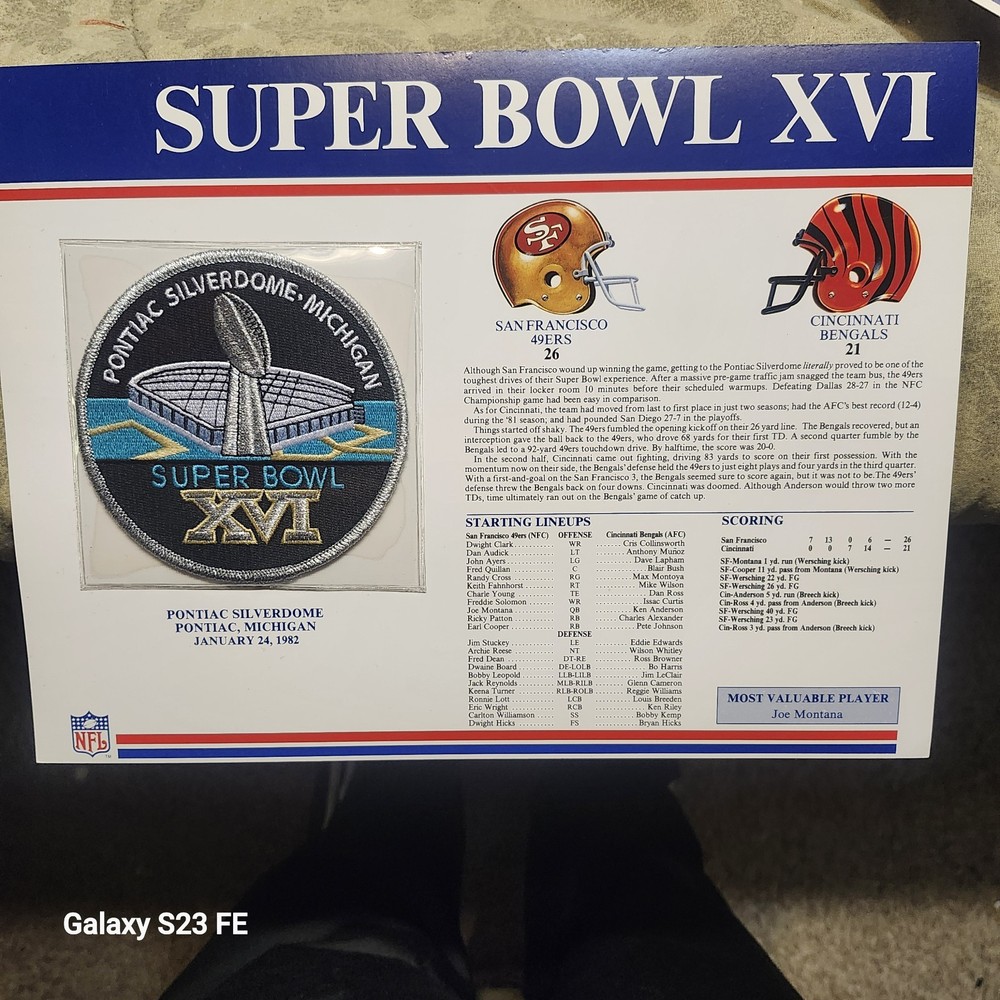 SUPER BOWL XVI
PONTIAC SILVERDOME·MICHIGAN
SUPER BOWL
XVI
PONTIAC SILVERDOME
PONTIAC, MICHIGAN
JANUARY 24, 1982
SF
SAN FRANCISCO
49ERS
26
CINCINNATI
BENGALS
21
Although San Francisco wound up winning the game, getting to the Pontiac Silverdome literally proved to be one of the
toughest drives of their Super Bowl experience. After a massive pre-game traffic jam snagged the team bus, the 49ers
arrived in their locker room 10 minutes before their scheduled warmups. Defeating Dallas 28-27 in the NFC
Championship game had been easy in comparison.
As for Cincinnati, the team had moved from last to first place in just two seasons; had the AFC's best record (12-4)
during the '81 season; and had pounded San Diego 27-7 in the playoffs.
Things started off shaky. The 49ers fumbled the opening kickoff on their 26 yard line. The Bengals recovered, but an
interception gave the ball back to the 49ers, who drove 68 yards for their first TD. A second quarter fumble by the
Bengals led to a 92-yard 49ers touchdown drive. By halftime, the score was 20-0.
In the second half, Cincinnati came out fighting, driving 83 yards to score on their first possession. With the
momentum now on their side, the Bengals' defense held the 49ers to just eight plays and four yards in the third quarter.
With a first-and-goal on the San Francisco 3, the Bengals seemed sure to score again, but it was not to be. The 49ers'
defense threw the Bengals back on four downs. Cincinnati was doomed. Although Anderson would throw two more
TDs, time ultimately ran out on the Bengals' game of catch up.
STARTING LINEUPS
San Francisco 49ers (NFC) OFFENSE Cincinnati Bengals (AFC)
Dwight Clark .......... WR .......... Cris Collinsworth
Dan Audick .......... LT .......... Anthony Muñoz
John Ayers .......... LG .......... Dave Lapham
Fred Quillan .......... C .......... Blair Bush
Randy Cross .......... RG .......... Max Montoya
Keith Fahnhorst .......... RT .......... Mike Wilson
Charle Young .......... TE .......... Dan Ross
Freddie Solomon .......... WR .......... Isaac Curtis
Joe Montana .......... QB .......... Ken Anderson
Ricky Patton .......... RB .......... Charles Alexander
Earl Cooper .......... RB .......... Pete Johnson
DEFENSE
Jim Stuckey .......... LE .......... Eddie Edwards
Archie Reese .......... NT .......... Wilson Whitley
Fred Dean .......... DT-RE .......... Ross Browner
Dwaine Board .......... DE-LOLB .......... Bo Harris
Bobby Leopold .......... LLB-LILB .......... Jim LeClair
Jack Reynolds .......... MLB-RILB .......... Glenn Cameron
Keena Turner .......... RLB-ROLB .......... Reggie Williams
Ronnie Lott .......... LCB .......... Louis Breeden
Eric Wright .......... RCB .......... Ken Riley
Carlton Williamson .......... SS .......... Bobby Kemp
Dwight Hicks .......... FS .......... Bryan Hicks
SCORING
San Francisco 7 13 0 6 — 26
Cincinnati 0 0 7 14 — 21
SF-Montana 1 yd. run (Wersching kick)
SF-Cooper 11 yd. pass from Montana (Wersching kick)
SF-Wersching 22 yd. FG
SF-Wersching 26 yd. FG
Cin-Anderson 5 yd. run (Breech kick)
Cin-Ross 4 yd. pass from Anderson (Breech kick)
SF-Wersching 40 yd. FG
SF-Wersching 23 yd. FG
Cin-Ross 3 yd. pass from Anderson (Breech kick)
MOST VALUABLE PLAYER
Joe Montana
NFL
TM
Galaxy S23 FE